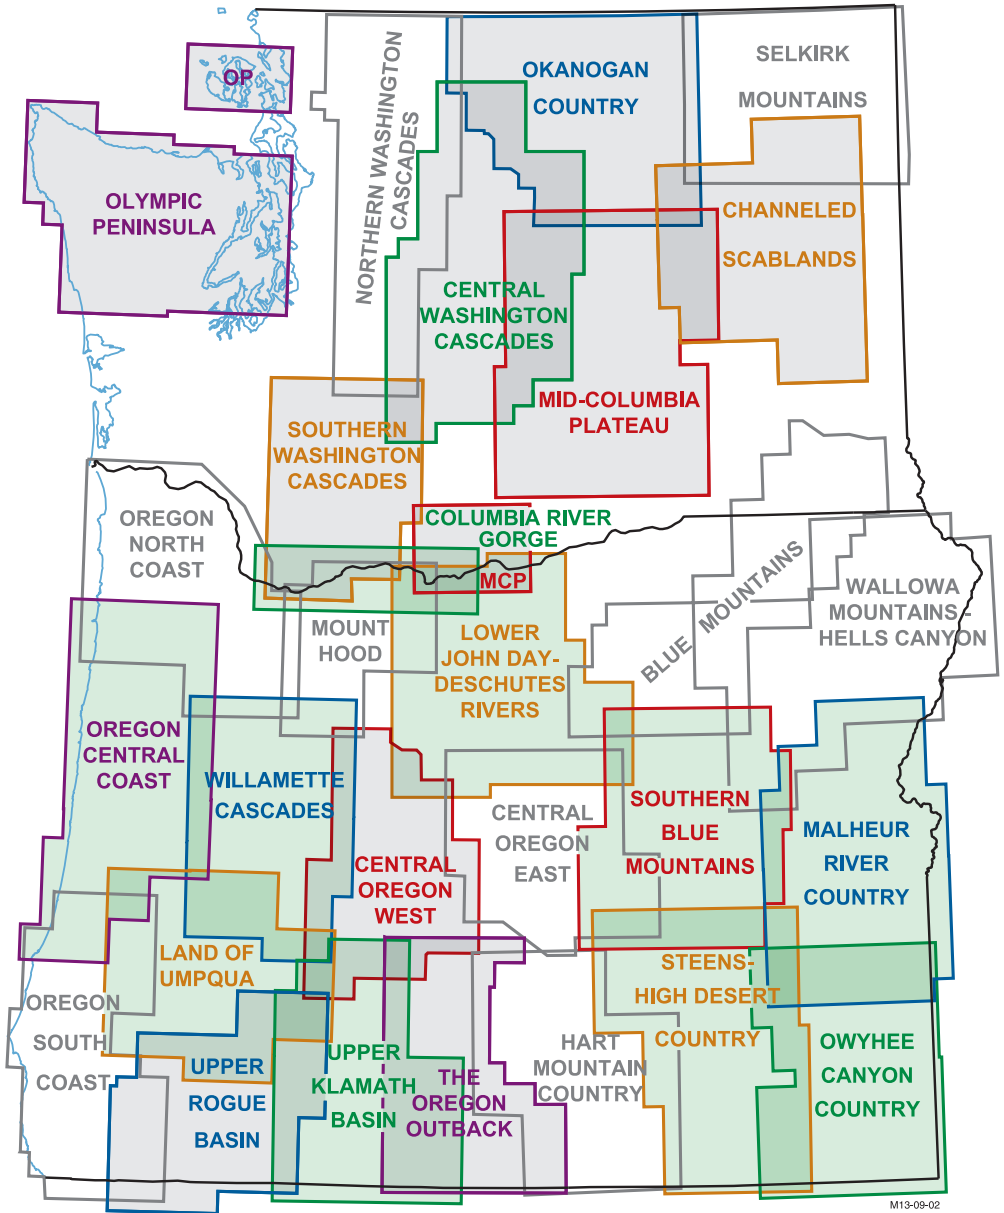 SELKIRK
MOUNTAINS
OKANOGAN
COUNTRY
OP
NORTHERN WASHINGTON
CASCADES
OLYMPIC
PENINSULA
CHANNELED
SCABLANDS
CENTRAL
WASHINGTON
CASCADES
MID-COLUMBIA
PLATEAU
SOUTHERN
WASHINGTON
CASCADES
COLUMBIA RIVER
GORGE
OREGON
NORTH
COAST
MCP
BLUE MOUNTAINS
WALLOWA
MOUNTAINS-
HELLS CANYON
MOUNT
HOOD
LOWER
JOHN DAY-
DESCHUTES
RIVERS
OREGON
CENTRAL
COAST
WILLAMETTE
CASCADES
CENTRAL
OREGON
EAST
SOUTHERN
BLUE
MOUNTAINS
MALHEUR
RIVER
COUNTRY
CENTRAL
OREGON
WEST
LAND OF
UMPQUA
STEENS-
HIGH DESERT
COUNTRY
OREGON
SOUTH
COAST
UPPER
ROGUE
BASIN
UPPER
KLAMATH
BASIN
THE
OREGON
OUTBACK
HART
MOUNTAIN
COUNTRY
OWYHEE
CANYON
COUNTRY
M13-09-02